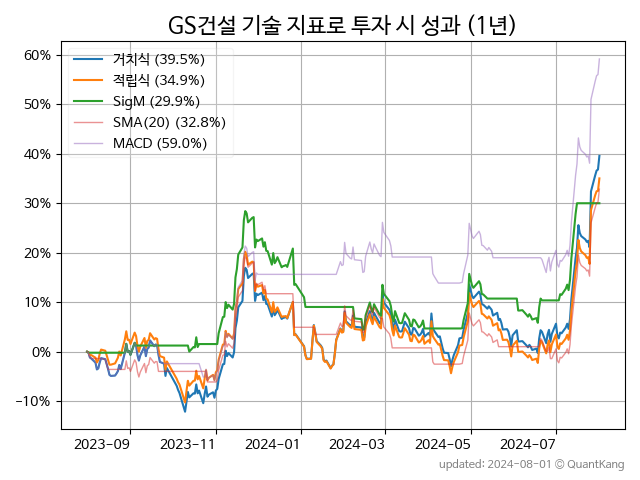 GS건설 기술 지표로 투자 시 성과 (1년)
60%
50%
40%
30%
20%
10%
0%
−10%
거치식 (39.5%)
적립식 (34.9%)
SigM (29.9%)
SMA(20) (32.8%)
MACD (59.0%)
2023-09
2023-11
2024-01
2024-03
2024-05
2024-07
updated: 2024-08-01 © QuantKang